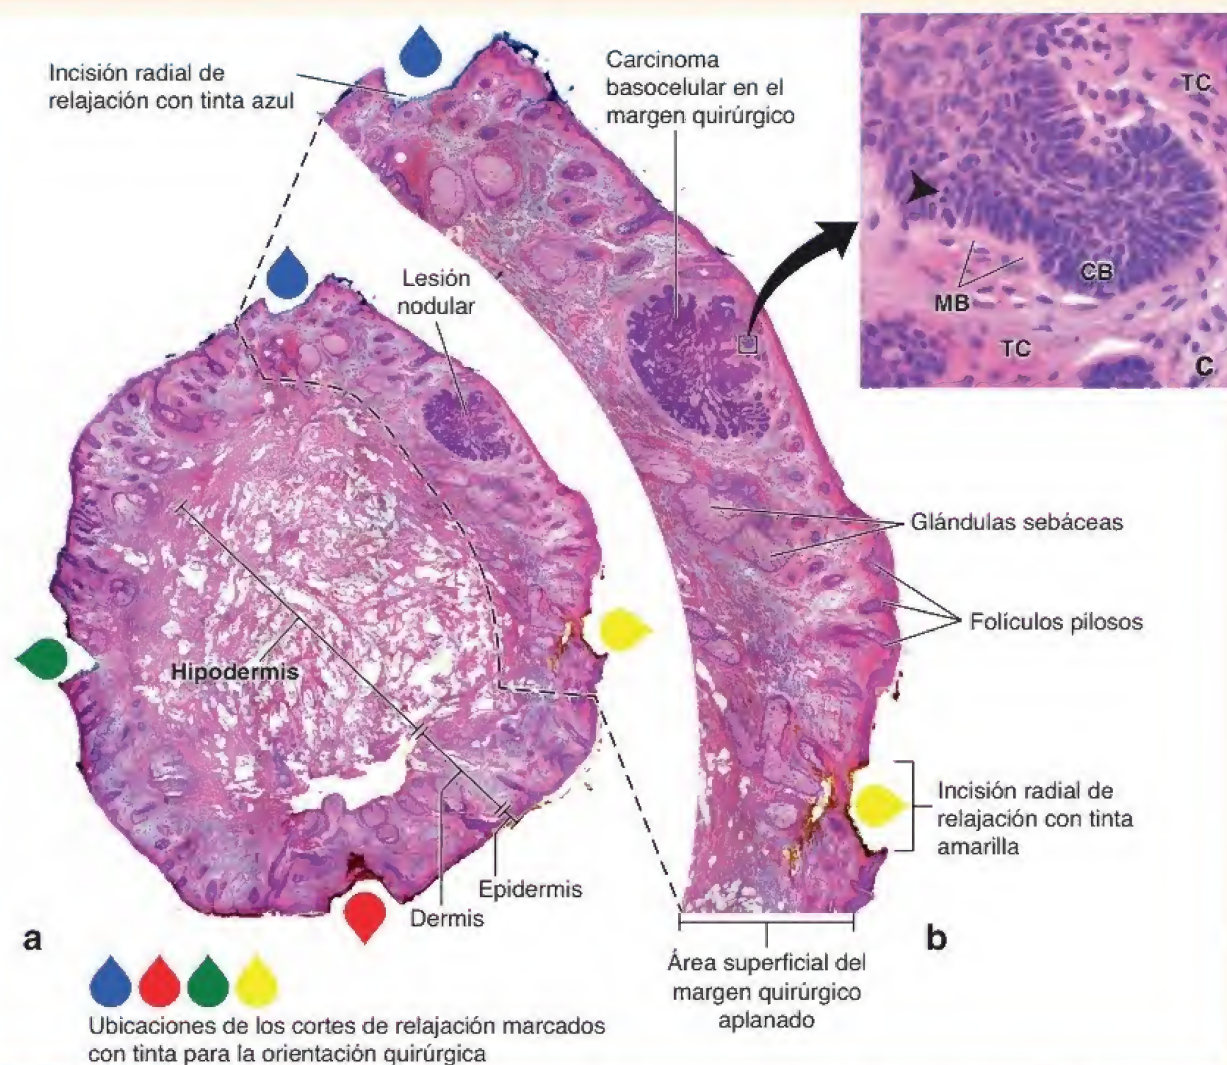 Incisión radial de
relajación con tinta azul
Carcinoma
basocelular en el
margen quirúrgico
TC
CB
MB
TC
c
Lesión
nodular
Glándulas sebáceas
Folículos pilosos
Hipodermis
Incisión radial de
relajación con tinta
amarilla
Epidermis
Dermis
a
b
Área superficial del
margen quirúrgico
aplanado
Ubicaciones de los cortes de relajación marcados
con tinta para la orientación quirúrgica